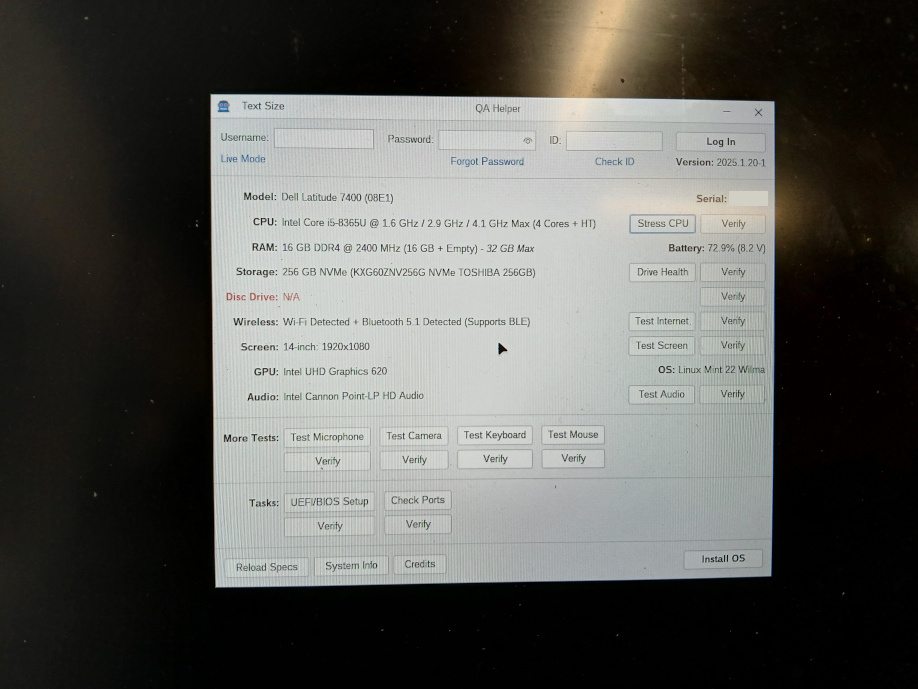 Text Size QA Helper
Username: Password: ID: Log In
Live Mode Forgot Password Check ID Version: 2025.1.20-1
Model: Dell Latitude 7400 (08E1) Serial:
CPU: Intel Core i5-8365U @ 1.6 GHz / 2.9 GHz / 4.1 GHz Max (4 Cores + HT) Stress CPU Verify
RAM: 16 GB DDR4 @ 2400 MHz (16 GB + Empty) - 32 GB Max Battery: 72.9% (8.2 V)
Storage: 256 GB NVMe (KXG60ZNV256G NVMe TOSHIBA 256GB) Drive Health Verify
Disc Drive: N/A Verify
Wireless: Wi-Fi Detected + Bluetooth 5.1 Detected (Supports BLE) Test Internet Verify
Screen: 14-inch: 1920x1080 Test Screen Verify
GPU: Intel UHD Graphics 620 OS: Linux Mint 22 Wilma
Audio: Intel Cannon Point-LP HD Audio Test Audio Verify
More Tests: Test Microphone Test Camera Test Keyboard Test Mouse
Verify Verify Verify Verify
Tasks: UEFI/BIOS Setup Check Ports
Verify Verify
Reload Specs System Info Credits Install OS